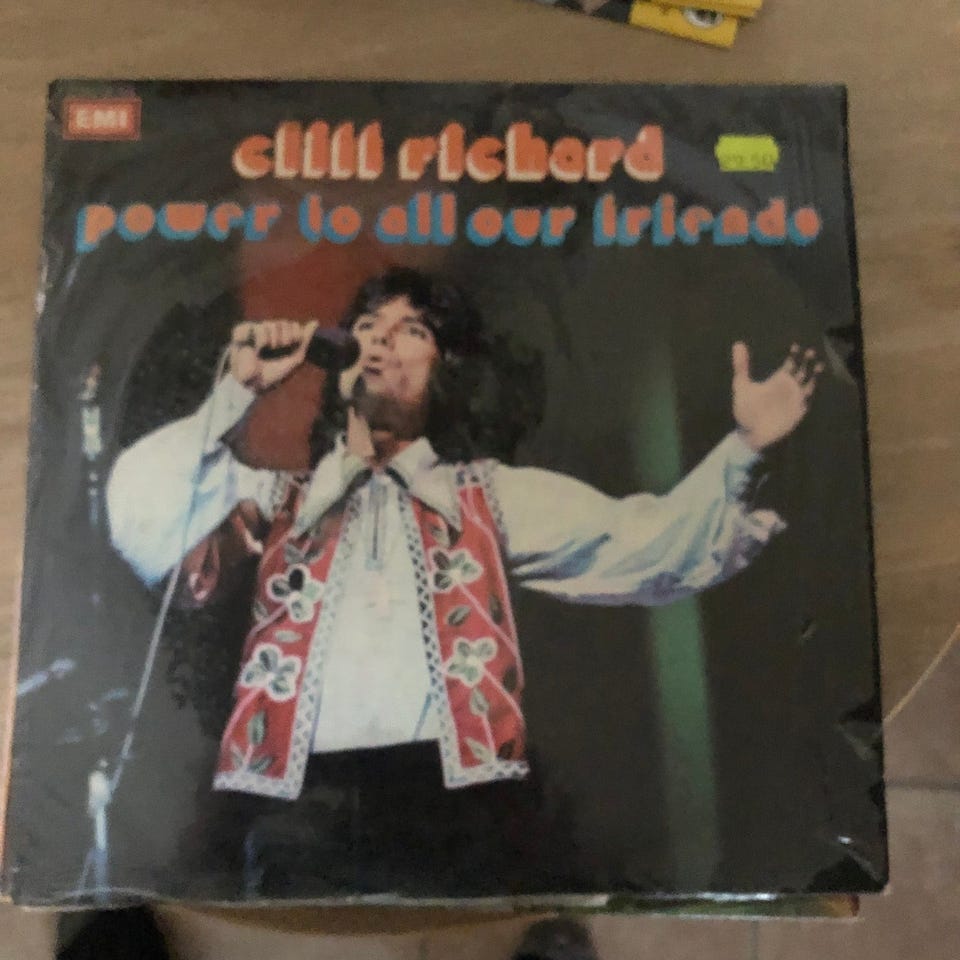 EMI
cliff richard
power to all our friends